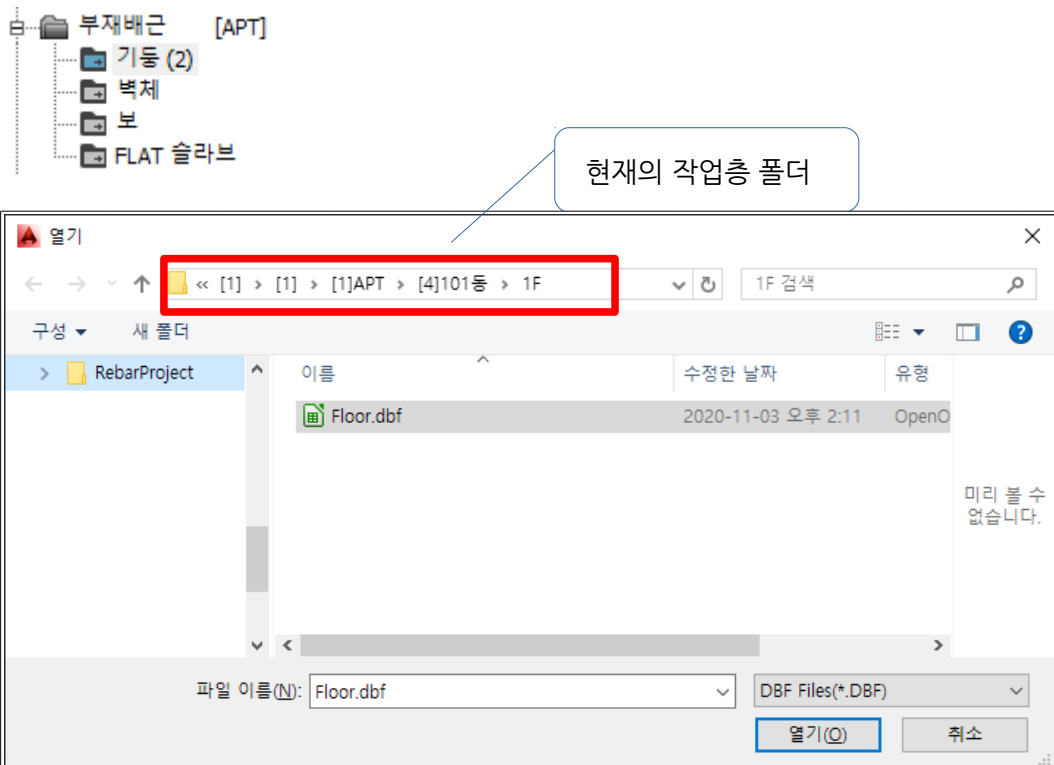 부재배근 [APT]
기둥 (2)
벽체
보
FLAT 슬라브
현재의 작업층 폴더
열기
« [1] > [1] > [1]APT > [4]101동 > 1F
1F 검색
구성 새 폴더
RebarProject
이름 수정한 날짜 유형
Floor.dbf 2020-11-03 오후 2:11 OpenO
미리 볼 수
없습니다.
파일 이름(N): Floor.dbf DBF Files(*.DBF)
열기(O) 취소